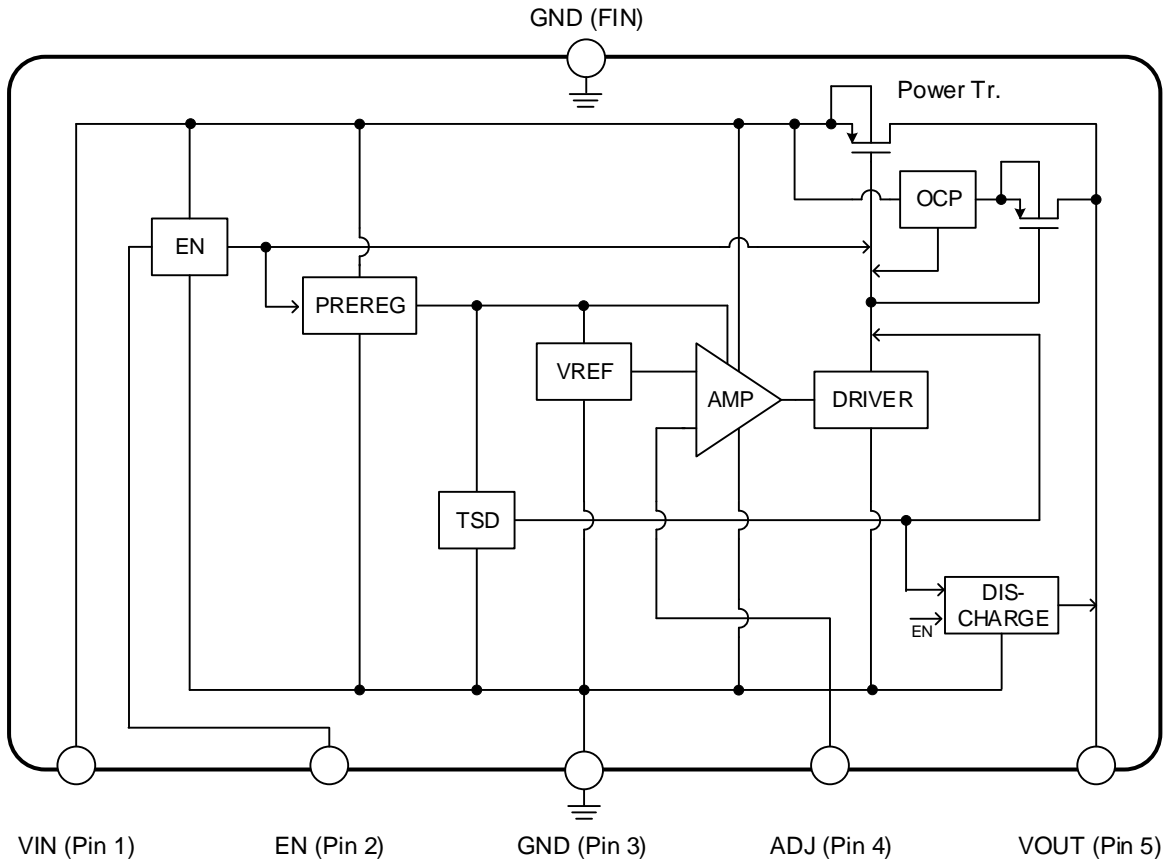 GND (FIN)
Power Tr.
OCP
EN
PREREG
VREF
AMP
DRIVER
TSD
DIS-
CHARGE
EN
VIN (Pin 1)
EN (Pin 2)
GND (Pin 3)
ADJ (Pin 4)
VOUT (Pin 5)